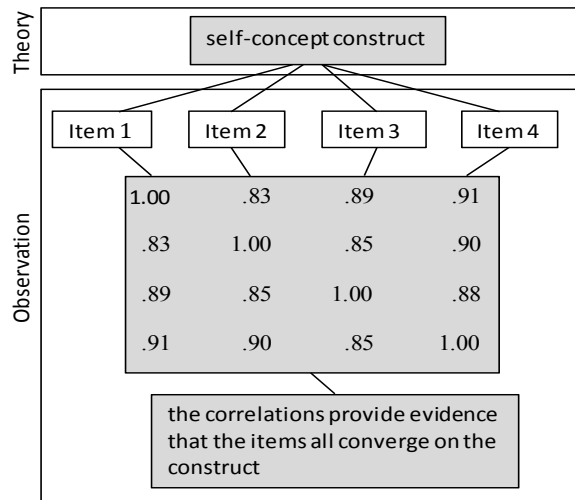 Theory
self-concept construct
Observation
Item 1 Item 2 Item 3 Item 4
1.00 .83 .89 .91
.83 1.00 .85 .90
.89 .85 1.00 .88
.91 .90 .85 1.00
the correlations provide evidence
that the items all converge on the
construct